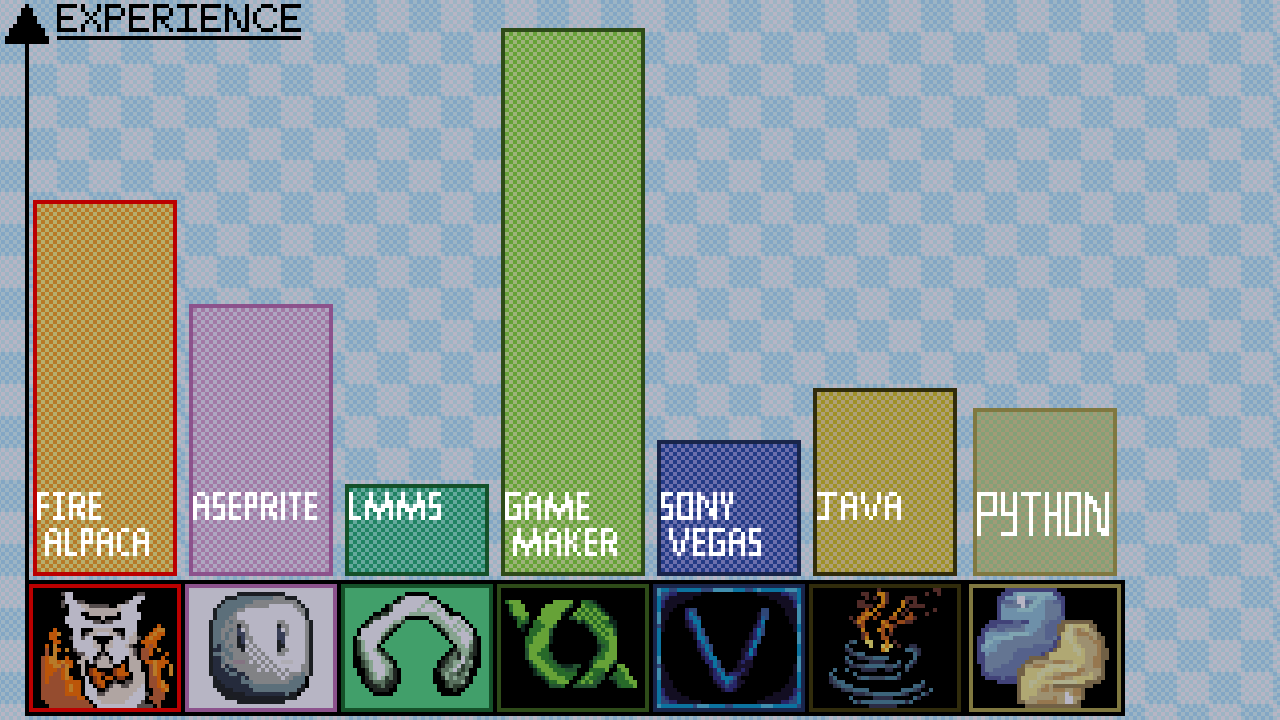 EXPERIENCE
FIRE
ALPACA
ASEPRITE
LMMS
GAME
MAKER
SONY
VEGAS
JAVA
PYTHON